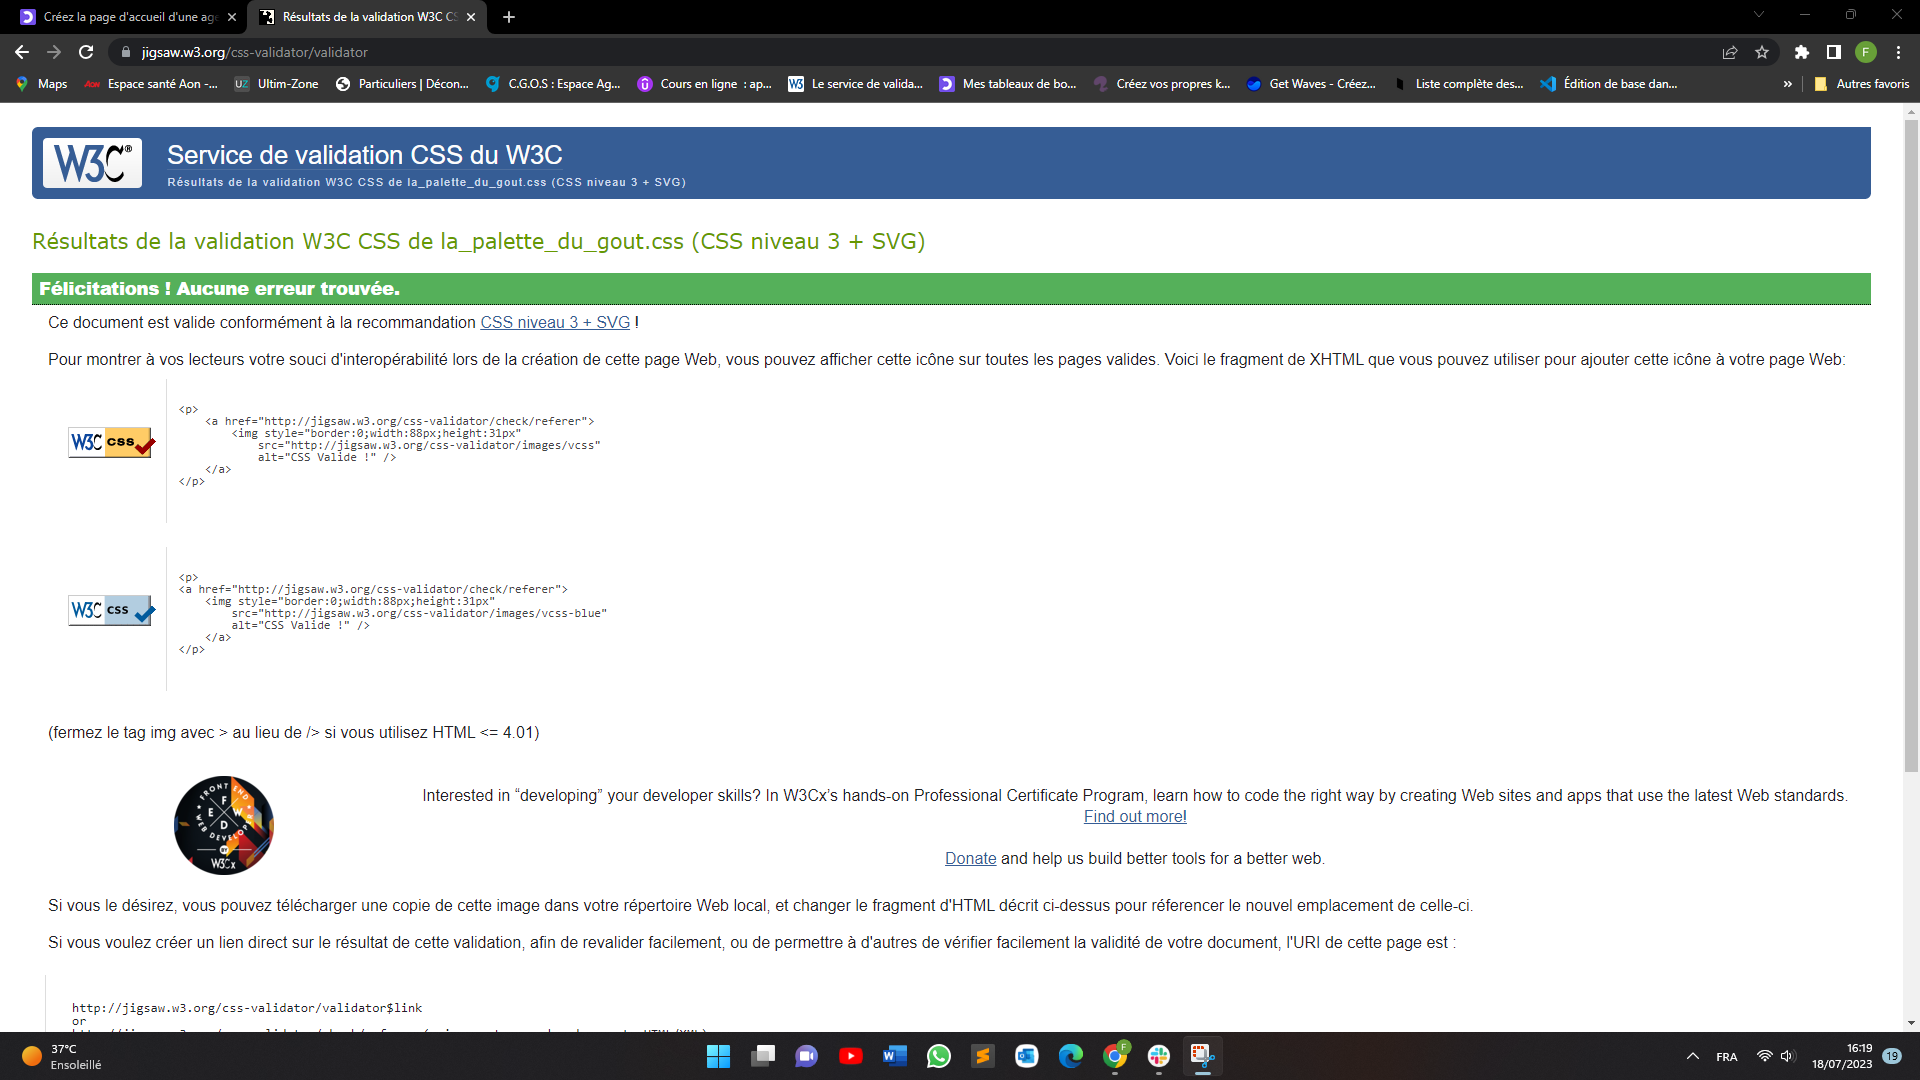 Créez la page d'accueil d'une age
Résultats de la validation W3C CS
jigsaw.w3.org/css-validator/validator
F
Maps
Aon
Espace santé Aon -...
UZ
Ultim-Zone
Particuliers | Décon...
C.G.O.S : Espace Ag...
Cours en ligne : ap...
W3
Le service de valida...
Mes tableaux de bo...
Créez vos propres k...
Get Waves - Créez...
Liste complète des...
Édition de base dan...
»
Autres favoris
W3C®
Service de validation CSS du W3C
Résultats de la validation W3C CSS de la_palette_du_gout.css (CSS niveau 3 + SVG)
Résultats de la validation W3C CSS de la_palette_du_gout.css (CSS niveau 3 + SVG)
Félicitations ! Aucune erreur trouvée.
Ce document est valide conformément à la recommandation CSS niveau 3 + SVG !
Pour montrer à vos lecteurs votre souci d'interopérabilité lors de la création de cette page Web, vous pouvez afficher cette icône sur toutes les pages valides. Voici le fragment de XHTML que vous pouvez utiliser pour ajouter cette icône à votre page Web:
W3C css
<p>
<a href="http://jigsaw.w3.org/css-validator/check/referer">
<img style="border:0;width:88px;height:31px"
src="http://jigsaw.w3.org/css-validator/images/vcss"
alt="CSS Valide !" />
</a>
</p>
W3C css
<p>
<a href="http://jigsaw.w3.org/css-validator/check/referer">
<img style="border:0;width:88px;height:31px"
src="http://jigsaw.w3.org/css-validator/images/vcss-blue"
alt="CSS Valide !" />
</a>
</p>
(fermez le tag img avec > au lieu de /> si vous utilisez HTML <= 4.01)
FRONT END
F
E W
D
WEB DEVELOPER
BY
W3Cx
Interested in “developing” your developer skills? In W3Cx’s hands-on Professional Certificate Program, learn how to code the right way by creating Web sites and apps that use the latest Web standards.
Find out more!
Donate and help us build better tools for a better web.
Si vous le désirez, vous pouvez télécharger une copie de cette image dans votre répertoire Web local, et changer le fragment d'HTML décrit ci-dessus pour réferencer le nouvel emplacement de celle-ci.
Si vous voulez créer un lien direct sur le résultat de cette validation, afin de revalider facilement, ou de permettre à d'autres de vérifier facilement la validité de votre document, l'URI de cette page est :
http://jigsaw.w3.org/css-validator/validator$link
or
37°C
Ensoleillé
F
FRA
16:19
18/07/2023
19